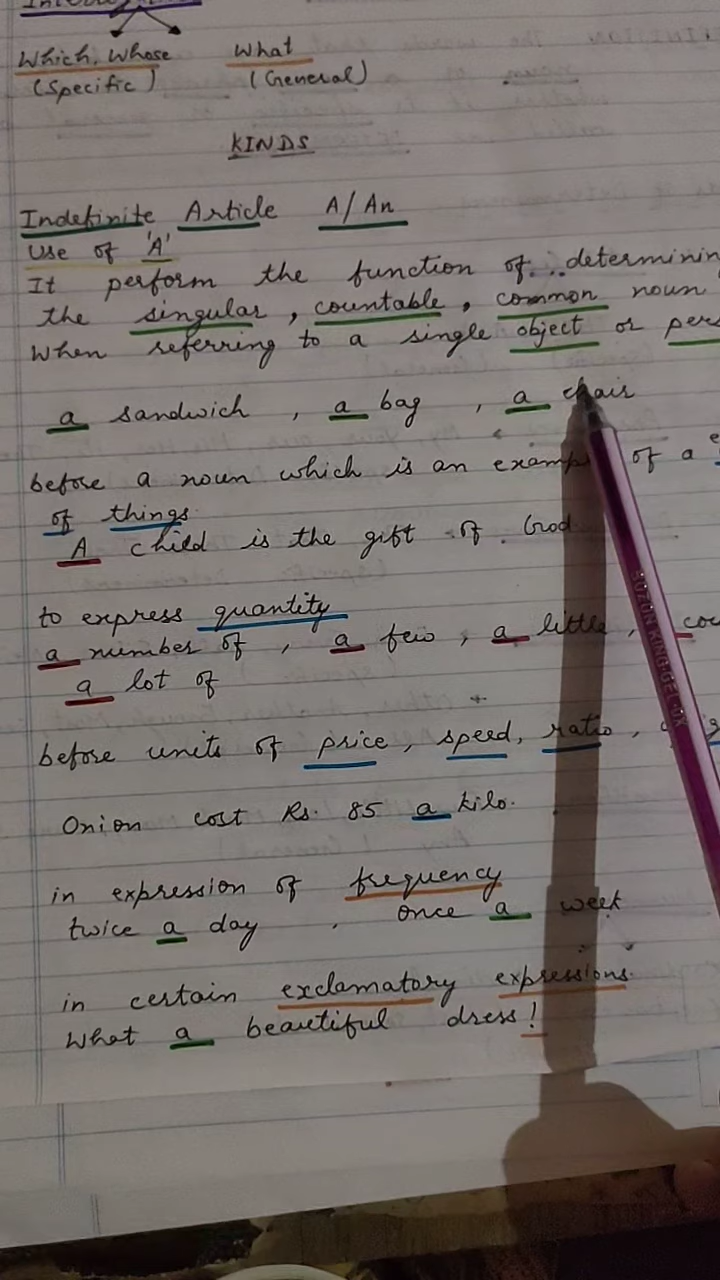 Which, Whose What
(Specific) (General)
KINDS
Indefinite Article A/An
Use of 'A'
It perform the function of determinin
the singular, countable, common noun
When referring to a single object or pers
a sandwich, a bag, a chair
before a noun which is an examp of a
of things
A child is the gift of God
to express quantity
a number of, a few, a little,
a lot of
before units of price, speed, ratio,
Onion cost Rs. 85 a kilo.
in expression of frequency
twice a day, once a week
in certain exclamatory expressions.
What a beautiful dress!
SUZON KING GEL